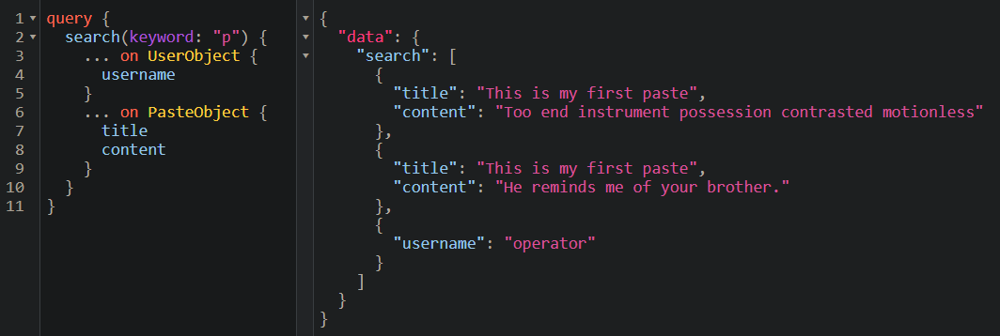 1 query {
2 search(keyword: "p") {
3 ... on UserObject {
4 username
5 }
6 ... on PasteObject {
7 title
8 content
9 }
10 }
11 }
{
"data": {
"search": [
{
"title": "This is my first paste",
"content": "Too end instrument possession contrasted motionless"
},
{
"title": "This is my first paste",
"content": "He reminds me of your brother."
},
{
"username": "operator"
}
]
}
}